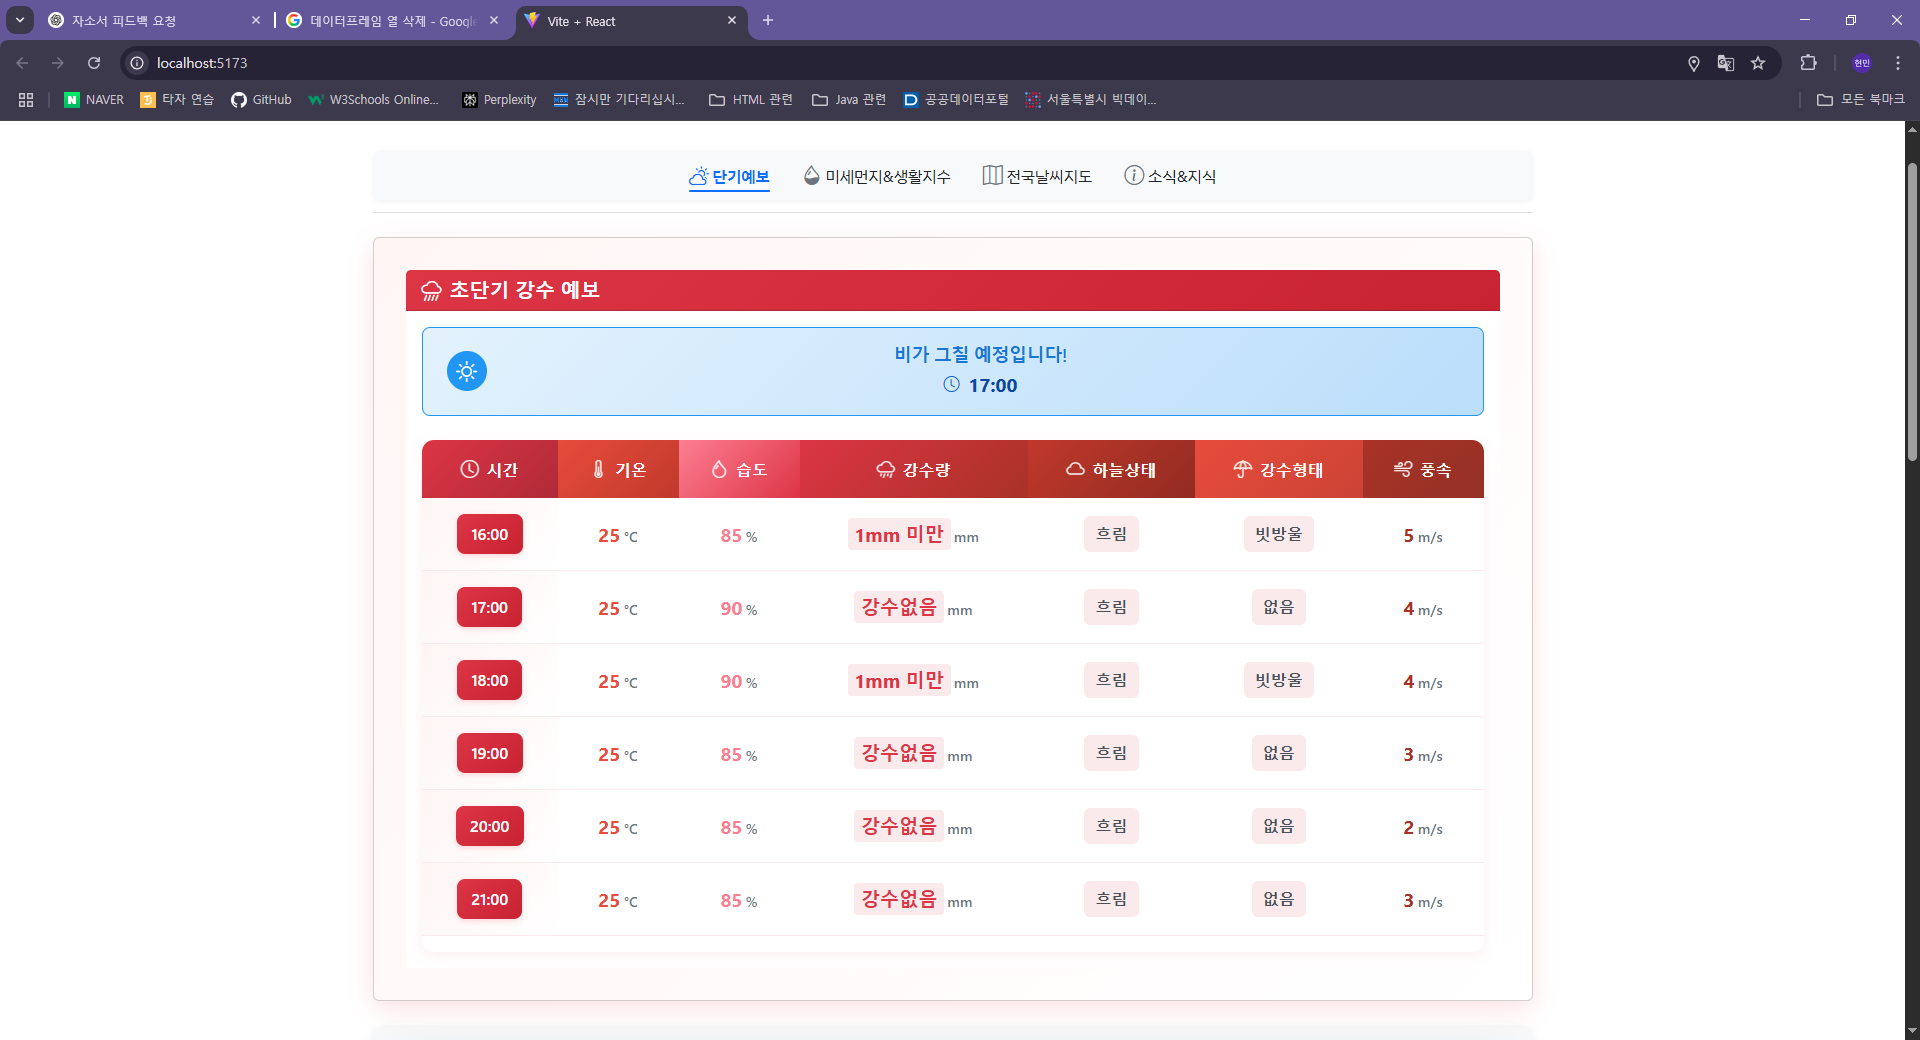 자소서 피드백 요청
데이터프레임 열 삭제 - Google
Vite + React
localhost:5173
현민
NAVER
타자 연습
GitHub
W3Schools Online...
Perplexity
잠시만 기다리십시...
HTML 관련
Java 관련
공공데이터포털
서울특별시 빅데이...
모든 북마크
단기예보 미세먼지&생활지수 전국날씨지도 소식&지식
초단기 강수 예보
비가 그칠 예정입니다!
17:00
시간 기온 습도 강수량 하늘상태 강수형태 풍속
16:00 25 °C 85 % 1mm 미만 mm 흐림 빗방울 5 m/s
17:00 25 °C 90 % 강수없음 mm 흐림 없음 4 m/s
18:00 25 °C 90 % 1mm 미만 mm 흐림 빗방울 4 m/s
19:00 25 °C 85 % 강수없음 mm 흐림 없음 3 m/s
20:00 25 °C 85 % 강수없음 mm 흐림 없음 2 m/s
21:00 25 °C 85 % 강수없음 mm 흐림 없음 3 m/s